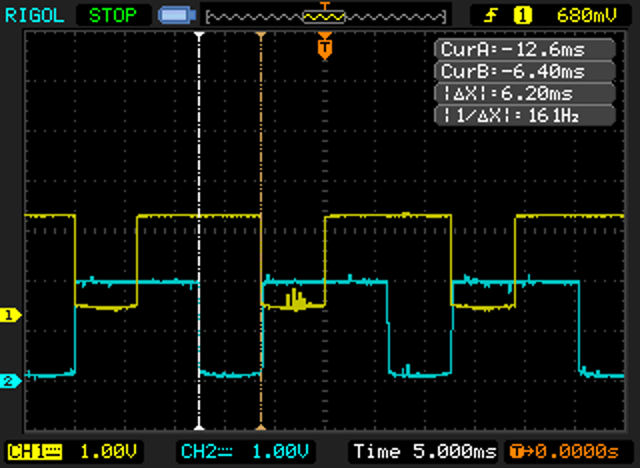 RIGOL STOP T 1 680mV
T
CurA:-12.6ms
CurB:-6.40ms
|ΔX|:6.20ms
|1/ΔX|: 161Hz
1
2
CH1 1.00V CH2 1.00V Time 5.000ms T→0.0000s